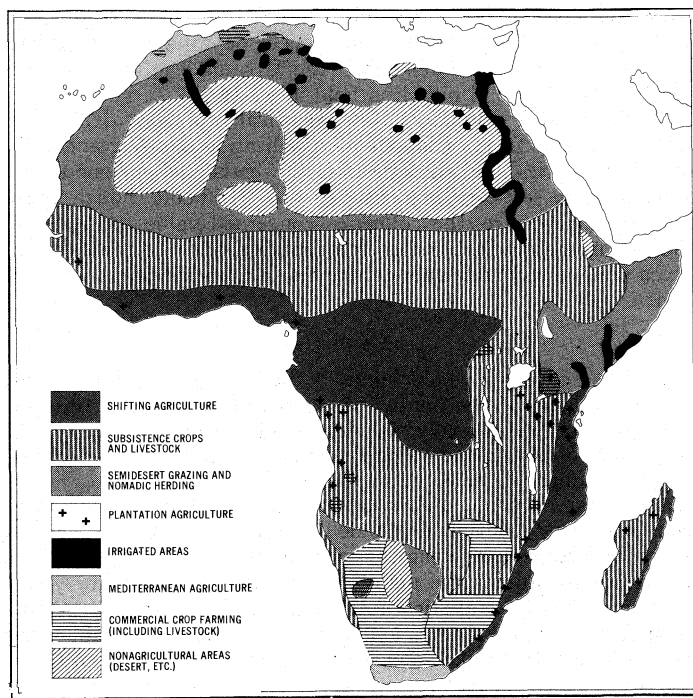 SHIFTING AGRICULTURE
SUBSISTENCE CROPS
AND LIVESTOCK
SEMIDESERT GRAZING AND
NOMADIC HERDING
PLANTATION AGRICULTURE
IRRIGATED AREAS
MEDITERRANEAN AGRICULTURE
COMMERCIAL CROP FARMING
(INCLUDING LIVESTOCK)
NONAGRICULTURAL AREAS
(DESERT, ETC.)